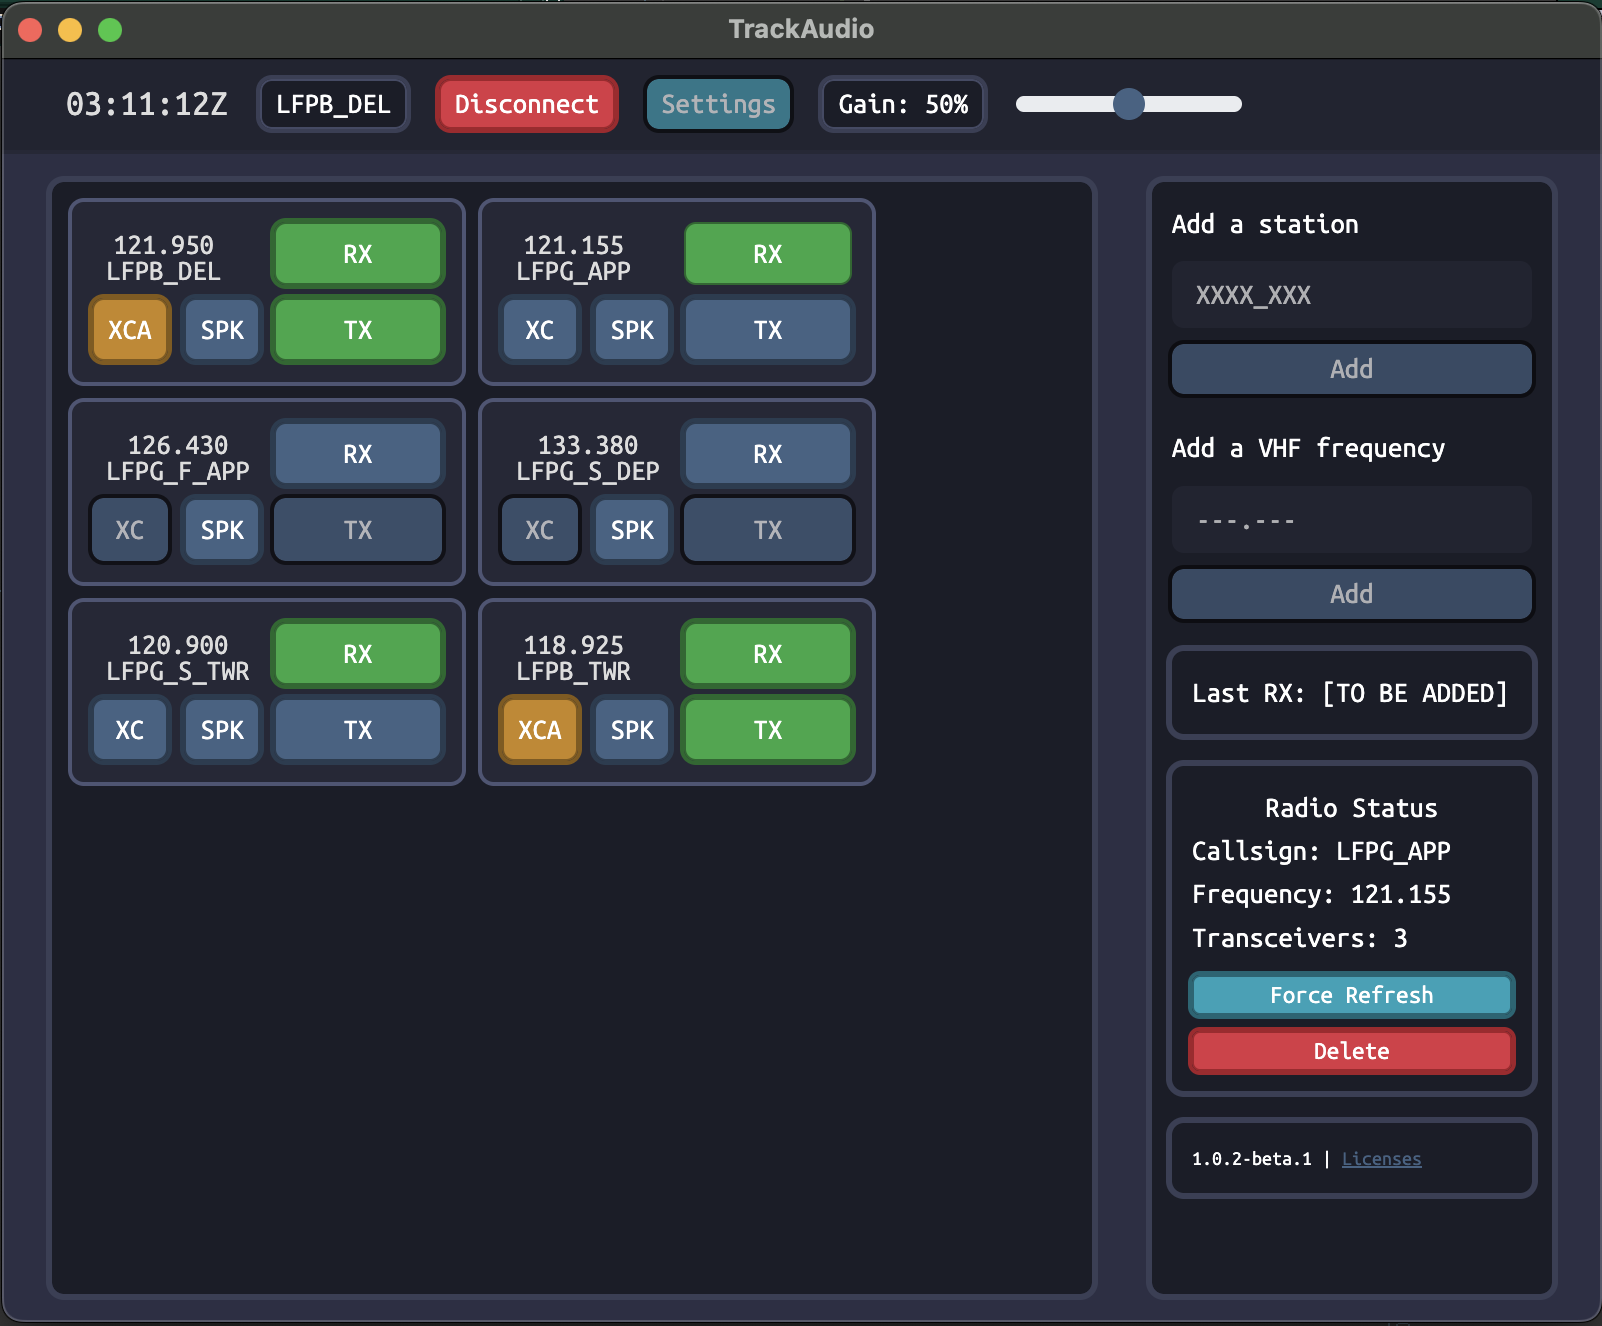 TrackAudio
03:11:12Z LFPB_DEL Disconnect Settings Gain: 50%
121.950
LFPB_DEL
RX
XCA SPK TX
121.155
LFPG_APP
RX
XC SPK TX
126.430
LFPG_F_APP
RX
XC SPK TX
133.380
LFPG_S_DEP
RX
XC SPK TX
120.900
LFPG_S_TWR
RX
XC SPK TX
118.925
LFPB_TWR
RX
XCA SPK TX
Add a station
XXXX_XXX
Add
Add a VHF frequency
---.---
Add
Last RX: [TO BE ADDED]
Radio Status
Callsign: LFPG_APP
Frequency: 121.155
Transceivers: 3
Force Refresh
Delete
1.0.2-beta.1 | Licenses